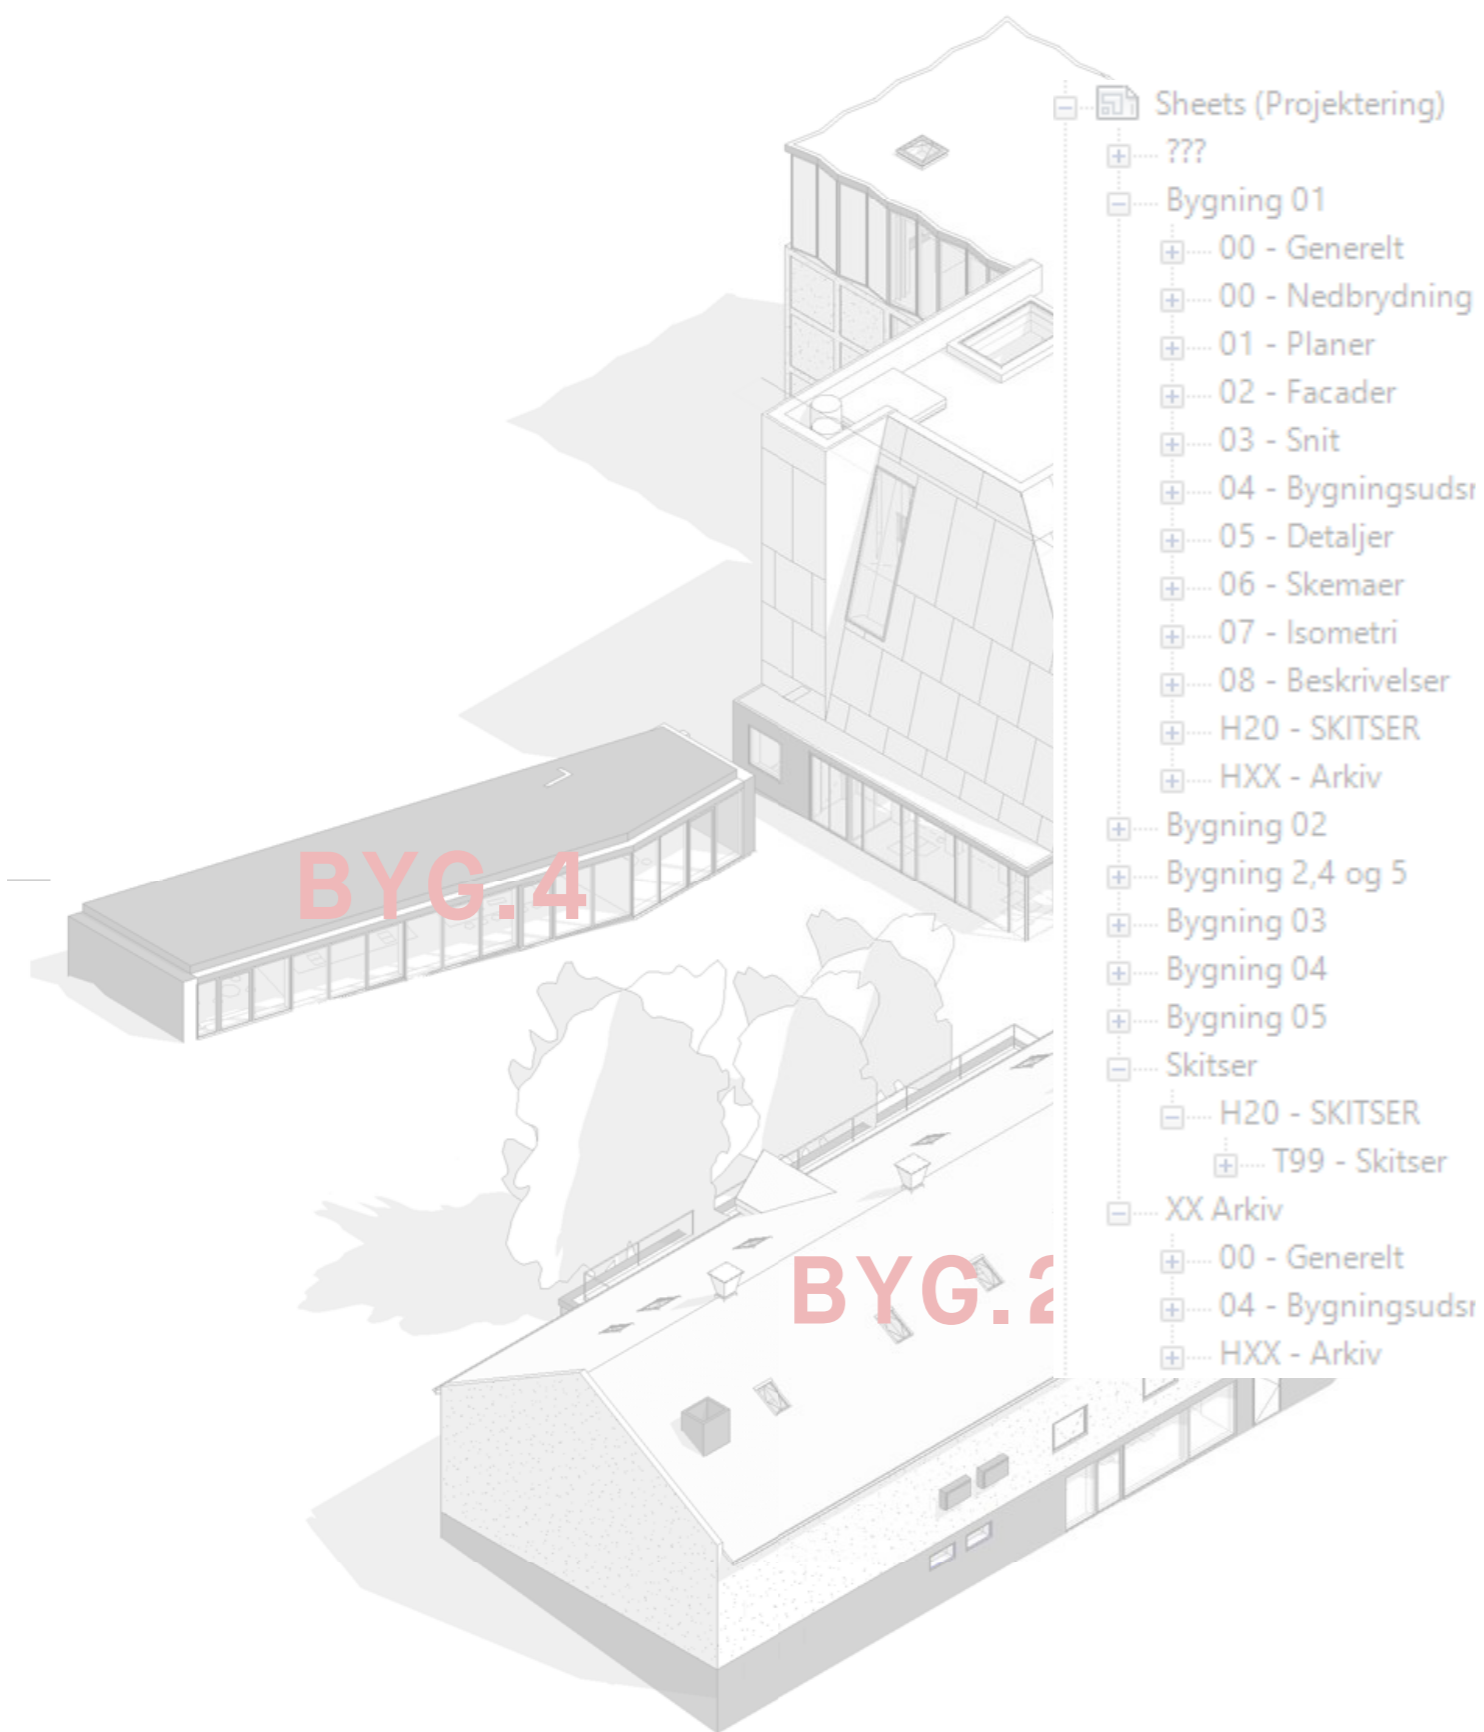 Sheets (Projektering)
???
Bygning 01
00 - Generelt
00 - Nedbrydning
01 - Planer
02 - Facader
03 - Snit
04 - Bygningsuds
05 - Detaljer
06 - Skemaer
07 - Isometri
08 - Beskrivelser
H20 - SKITSER
HXX - Arkiv
Bygning 02
Bygning 2,4 og 5
Bygning 03
Bygning 04
Bygning 05
Skitser
H20 - SKITSER
T99 - Skitser
XX Arkiv
00 - Generelt
04 - Bygningsuds
HXX - Arkiv
BYG.4
BYG.2